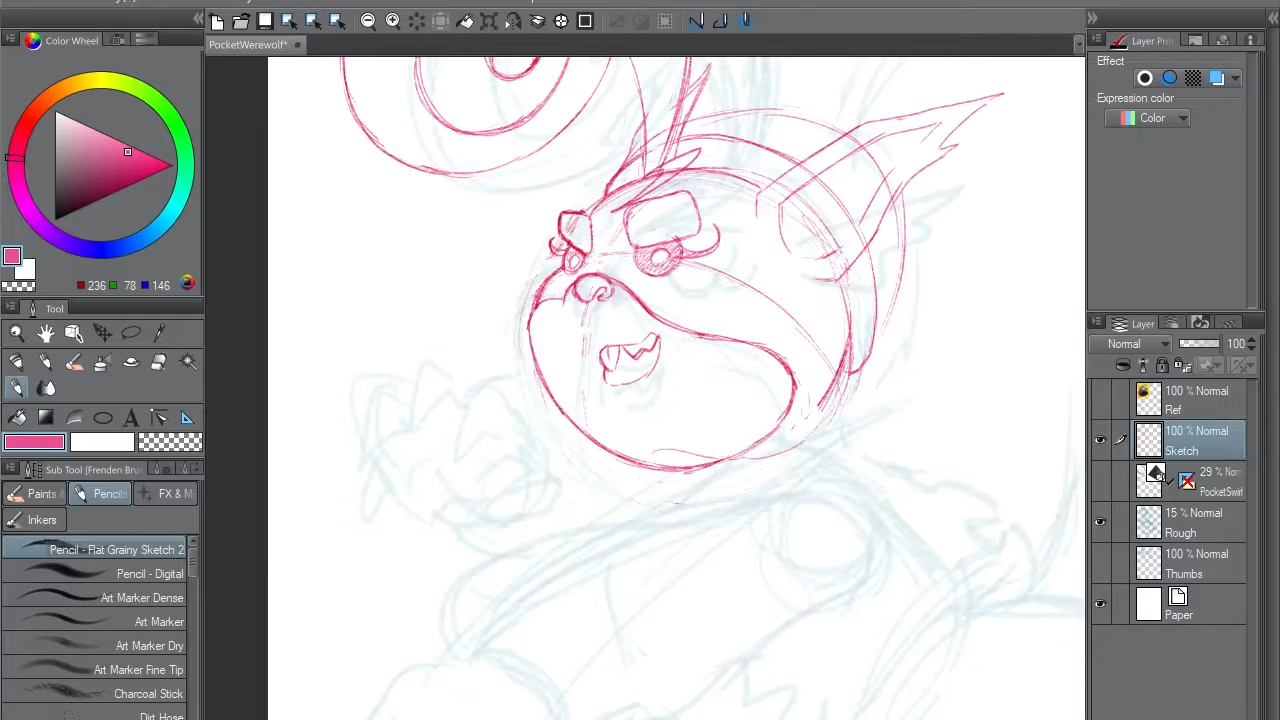 Color Wheel
PocketWerewolf*
Layer Prop
Effect
Expression color
Color
236 78 146
Tool
Sub Tool [Frenden Bru
Paints &
Pencils
FX & M
Inkers
Pencil - Flat Grainy Sketch 2
Pencil - Digital
Art Marker Dense
Art Marker
Art Marker Dry
Art Marker Fine Tip
Charcoal Stick
Dirt Hose
Layer
Normal 100
100 % Normal
Ref
100 % Normal
Sketch
29 % Norm
PocketSwirl
15 % Normal
Rough
100 % Normal
Thumbs
Paper